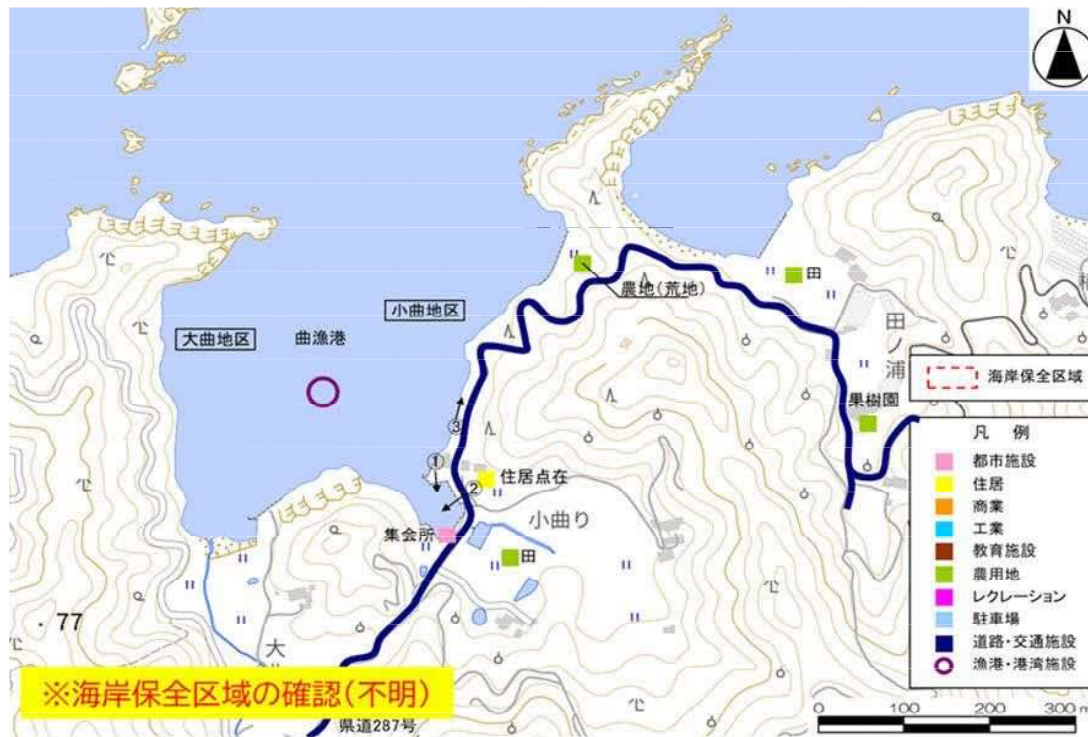 N
農地(荒地)
田
小曲地区
大曲地区
曲漁港
田ノ浦
海岸保全区域
果樹園
凡 例
都市施設
住居
商業
工業
教育施設
農用地
レクレーション
駐車場
道路・交通施設
漁港・港湾施設
③
①
②
住居点在
小曲り
集会所
田
77
大
※海岸保全区域の確認(不明)
県道287号
0 100 200 300 m